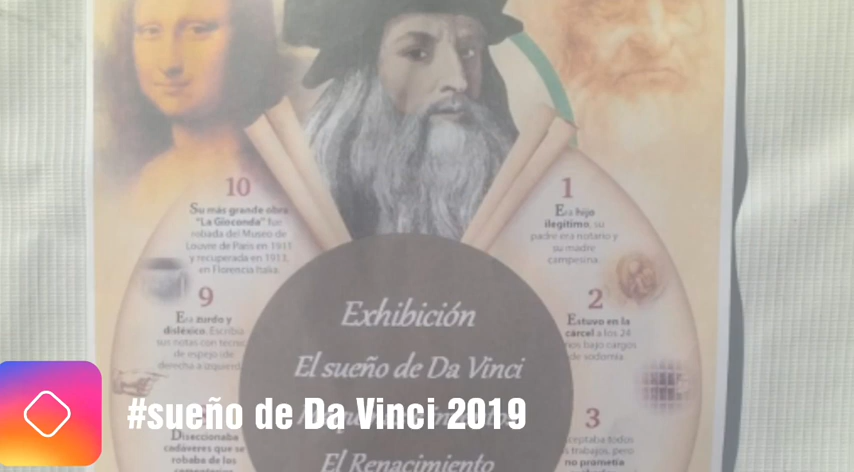 10
Su más grande obra
"La Gioconda" fue
robada del Museo de
Louvre de París en 1911
y recuperada en 1913,
en Florencia Italia.
1
Era hijo
ilegítimo, su
padre era notario y
su madre
campesina.
9
Era zurdo y
disléxico. Escribía
sus notas con técnica
de espejo (de
derecha a izquierda
2
Estuvo en la
cárcel a los 24
bajo cargos
de sodomía.
Exhibición
El sueño de Da Vinci
El Renacimiento
#sueño de Da Vinci 2019
Diseccionaba
cadáveres que se
robaba de los
3
aceptaba todos
trabajos, pero
no prometía